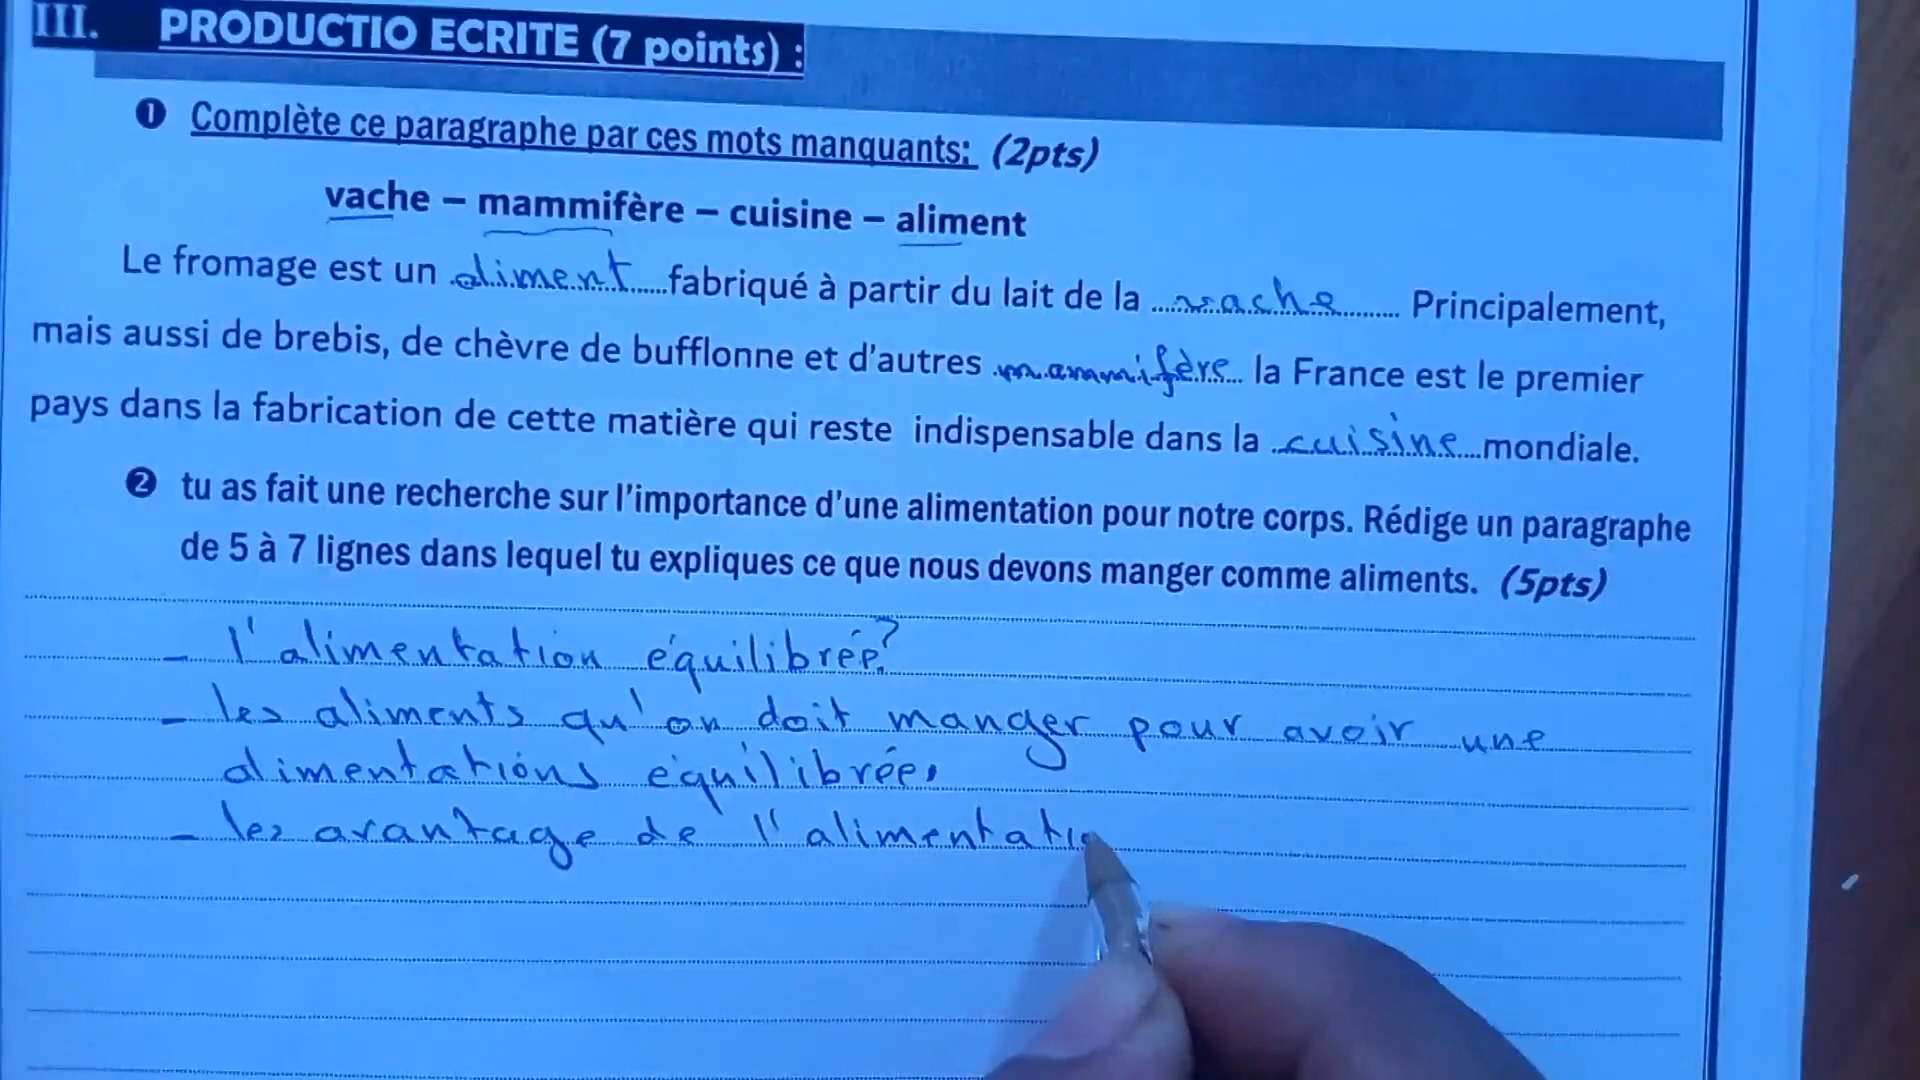 III. PRODUCTIO ECRITE (7 points) :
❶ Complète ce paragraphe par ces mots manquants: (2pts)
vache – mammifère – cuisine – aliment
Le fromage est un aliment fabriqué à partir du lait de la vache Principalement,
mais aussi de brebis, de chèvre de bufflonne et d'autres mammifère la France est le premier
pays dans la fabrication de cette matière qui reste indispensable dans la cuisine mondiale.
❷ tu as fait une recherche sur l'importance d'une alimentation pour notre corps. Rédige un paragraphe
de 5 à 7 lignes dans lequel tu expliques ce que nous devons manger comme aliments. (5pts)
- l'alimentation équilibrée?
- les aliments qu'on doit manger pour avoir une
alimentations équilibrée.
- les avantage de l'alimentatio